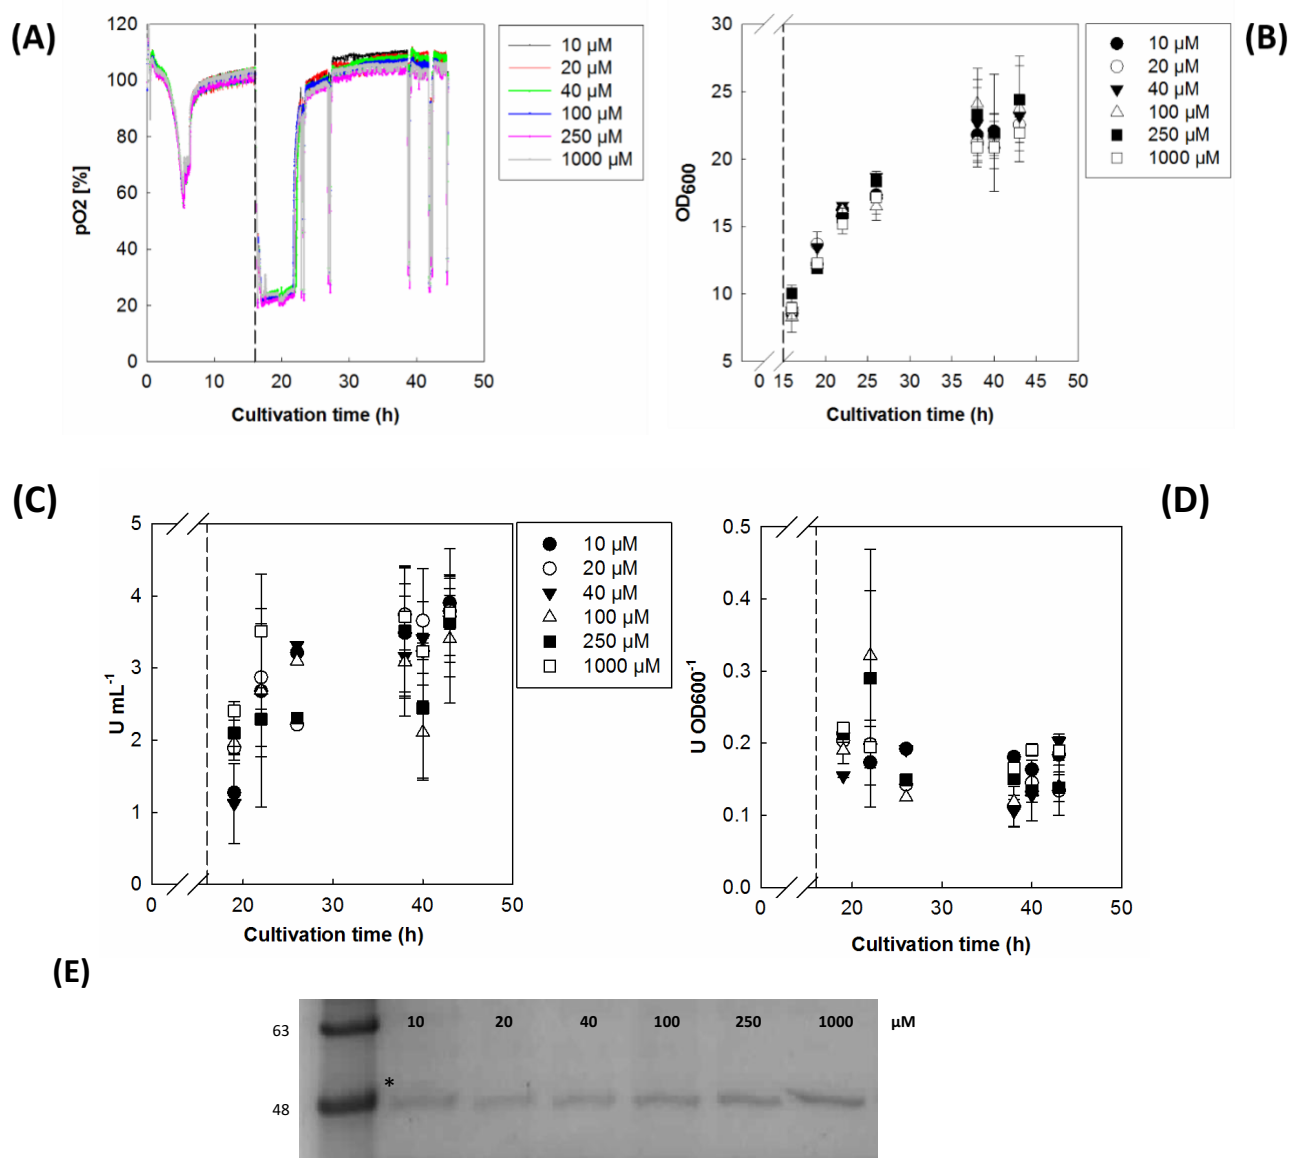 (A)
120
100
80
60
40
20
0
pO2 [%]
0 10 20 30 40 50
Cultivation time (h)
10 µM
20 µM
40 µM
100 µM
250 µM
1000 µM
(B)
30
25
20
15
10
5
OD600
0 15 20 25 30 35 40 45 50
Cultivation time (h)
10 µM
20 µM
40 µM
100 µM
250 µM
1000 µM
(C)
5
4
3
2
1
0
U mL-1
0 20 30 40 50
Cultivation time (h)
10 µM
20 µM
40 µM
100 µM
250 µM
1000 µM
(D)
0.5
0.4
0.3
0.2
0.1
0.0
U OD600-1
0 20 30 40 50
Cultivation time (h)
(E)
63
48
10 20 40 100 250 1000 µM
*